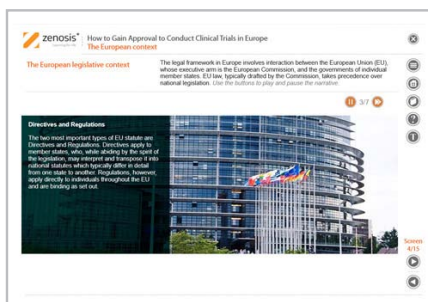 zenosis
How to Gain Approval to Conduct Clinical Trials in Europe
The European context
The European legislative context
The legal framework in Europe involves interaction between the European Union (EU),
whose executive arm is the European Commission, and the governments of individual
member states. EU law, typically drafted by the Commission, takes precedence over
national legislation. Use the buttons to play and pause the narrative.
3/7
Directives and Regulations
The two most important types of EU statute are
Directives and Regulations. Directives apply to
member states, who, while abiding by the spirit of
the legislation, may interpret and transpose it into
national statutes which typically differ in detail
from one state to another. Regulations, however,
apply directly to individuals throughout the EU
and are binding as set out.
Screen
4/15